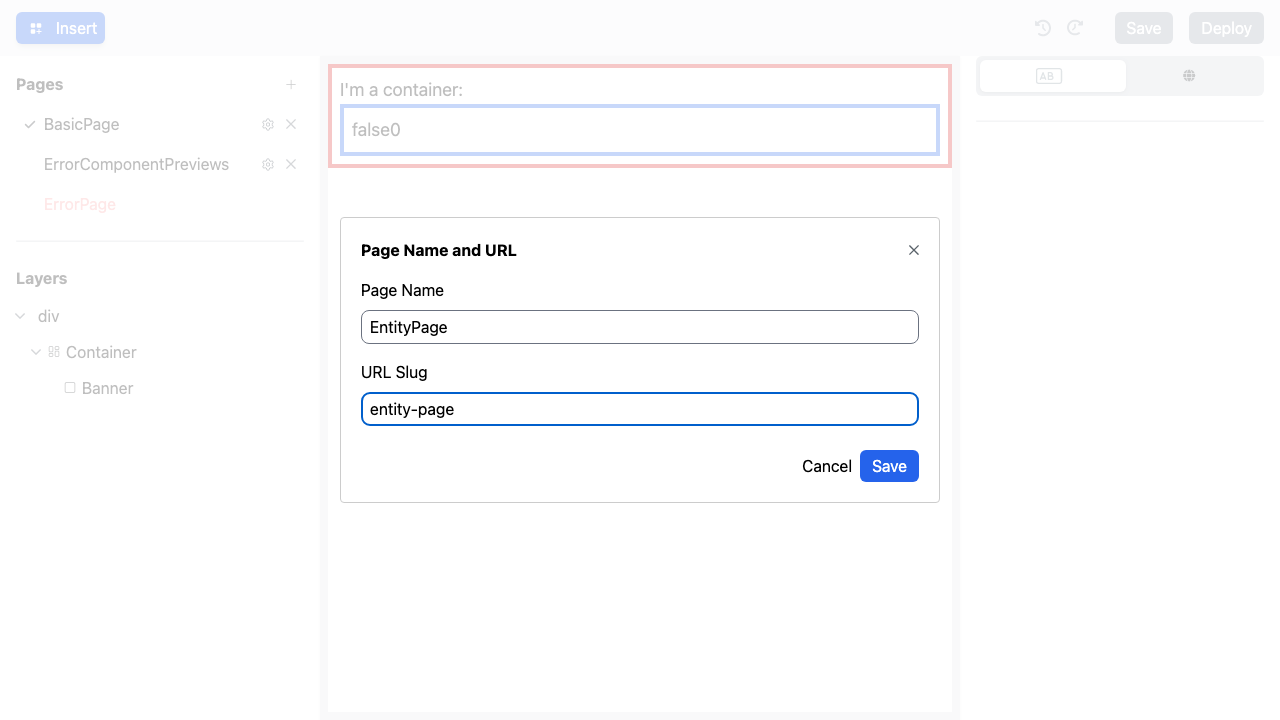 Insert
Save
Deploy
Pages
BasicPage
ErrorComponentPreviews
ErrorPage
Layers
div
Container
Banner
I'm a container:
false0
AB
Page Name and URL
Page Name
EntityPage
URL Slug
entity-page
Cancel
Save